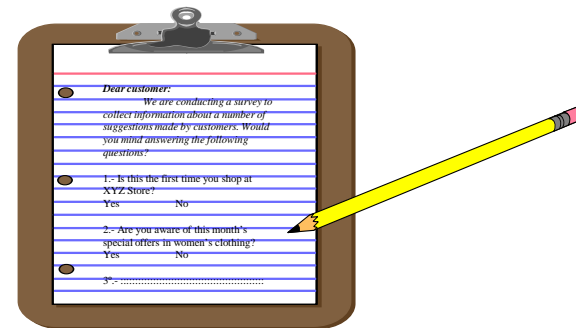 Dear customer:
We are conducting a survey to
collect information about a number of
suggestions made by customers. Would
you mind answering the following
questions?
1.- Is this the first time you shop at
XYZ Store?
Yes No
2.- Are you aware of this month's
special offers in women's clothing?
Yes No
3º.- ...................................................